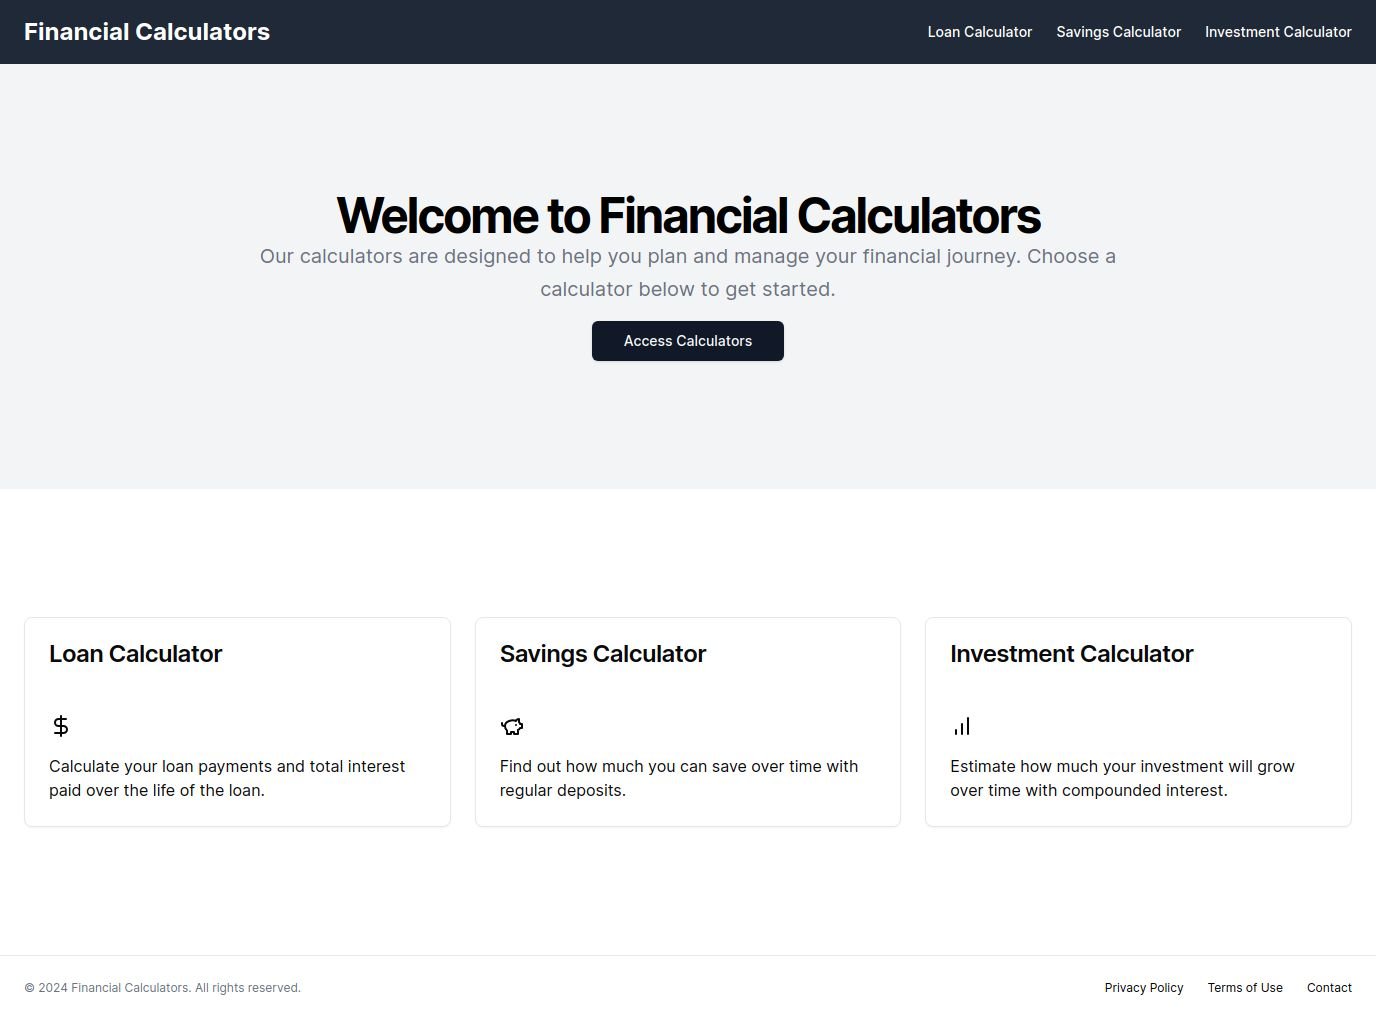 Financial Calculators
Loan Calculator
Savings Calculator
Investment Calculator
Welcome to Financial Calculators
Our calculators are designed to help you plan and manage your financial journey. Choose a
calculator below to get started.
Access Calculators
Loan Calculator
Calculate your loan payments and total interest
paid over the life of the loan.
Savings Calculator
Find out how much you can save over time with
regular deposits.
Investment Calculator
Estimate how much your investment will grow
over time with compounded interest.
© 2024 Financial Calculators. All rights reserved.
Privacy Policy
Terms of Use
Contact